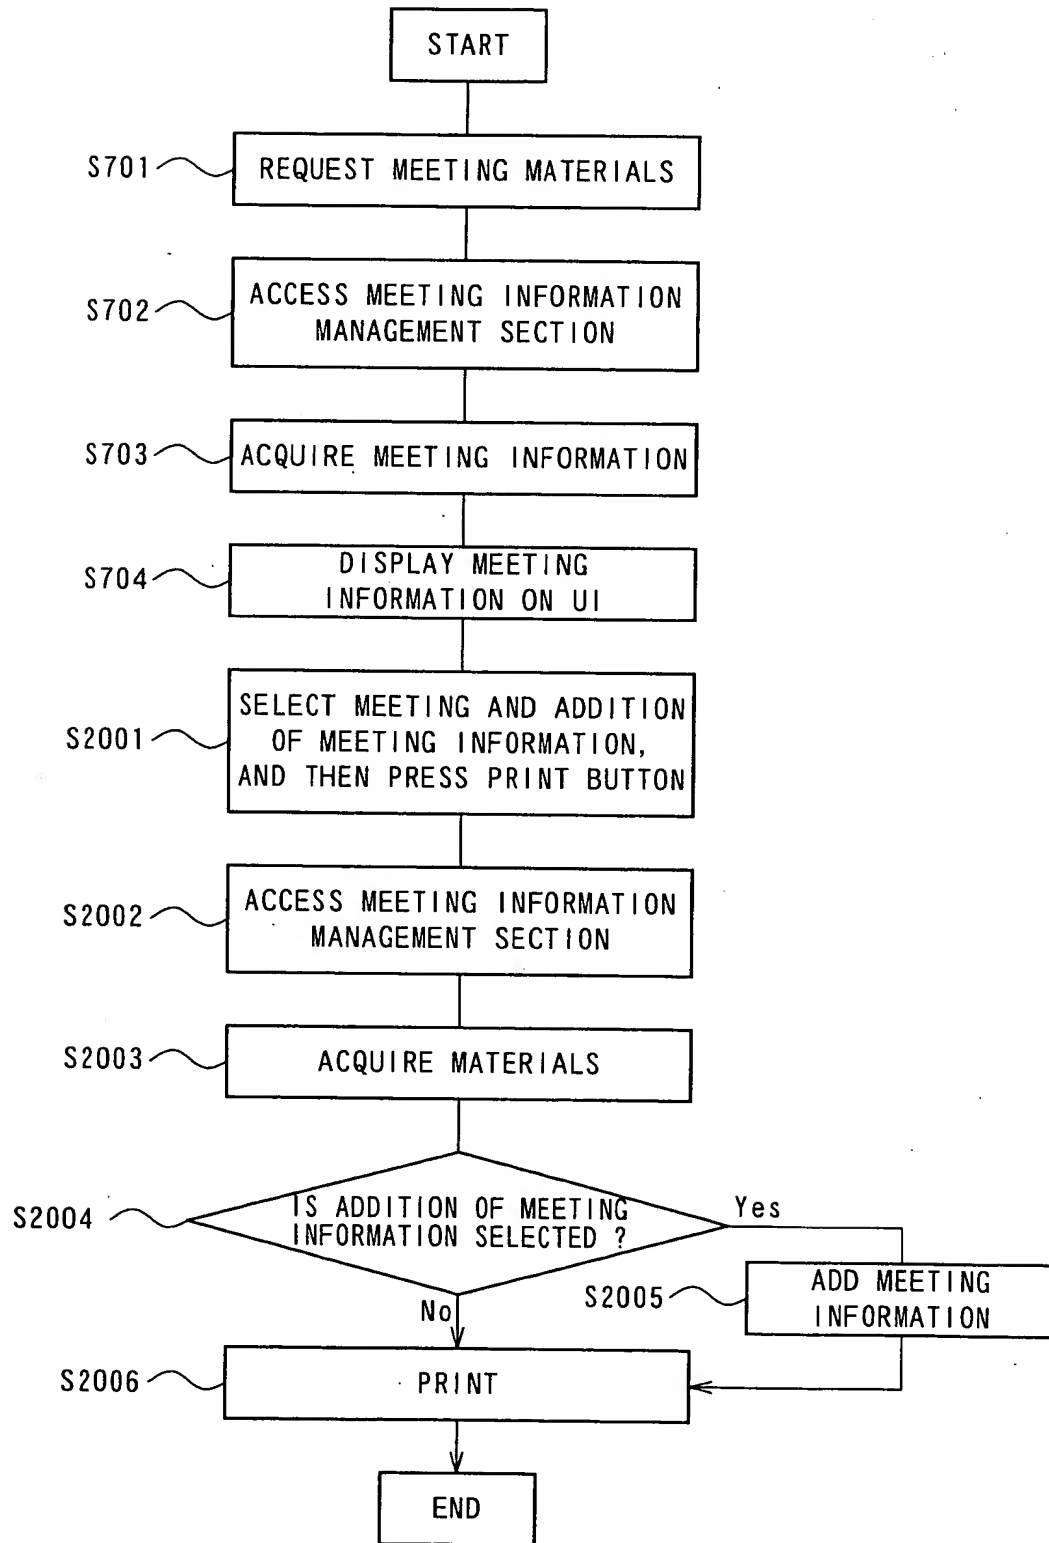 START
S701
REQUEST MEETING MATERIALS
S702
ACCESS MEETING INFORMATION
MANAGEMENT SECTION
S703
ACQUIRE MEETING INFORMATION
S704
DISPLAY MEETING
INFORMATION ON UI
S2001
SELECT MEETING AND ADDITION
OF MEETING INFORMATION,
AND THEN PRESS PRINT BUTTON
S2002
ACCESS MEETING INFORMATION
MANAGEMENT SECTION
S2003
ACQUIRE MATERIALS
S2004
IS ADDITION OF MEETING
INFORMATION SELECTED ?
Yes
S2005
ADD MEETING
INFORMATION
No
S2006
PRINT
END